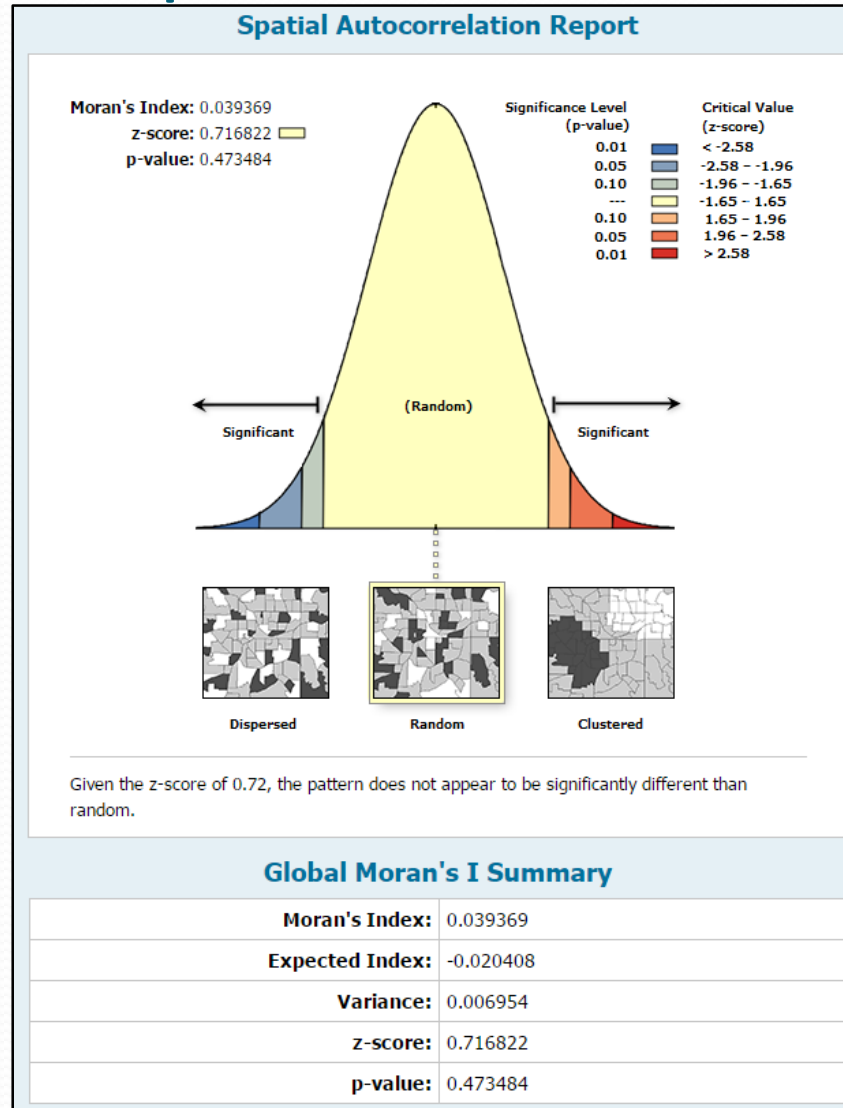 Spatial Autocorrelation Report
Moran's Index: 0.039369
z-score: 0.716822
p-value: 0.473484
Significance Level (p-value) Critical Value (z-score)
0.01 < -2.58
0.05 -2.58 – -1.96
0.10 -1.96 – -1.65
--- -1.65 - 1.65
0.10 1.65 – 1.96
0.05 1.96 – 2.58
0.01 > 2.58
(Random)
Significant Significant
Dispersed Random Clustered
Given the z-score of 0.72, the pattern does not appear to be significantly different than
random.
Global Moran's I Summary
Moran's Index: 0.039369
Expected Index: -0.020408
Variance: 0.006954
z-score: 0.716822
p-value: 0.473484